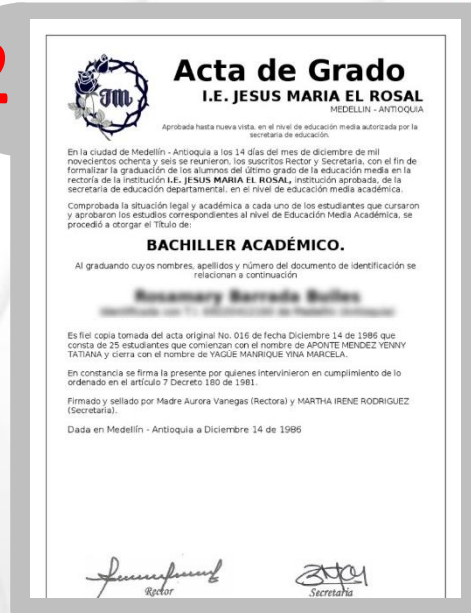 2
JM
Acta de Grado
I.E. JESUS MARIA EL ROSAL
MEDELLIN - ANTIOQUIA
Aprobada hasta nueva vista, en el nivel de educación media autorizada por la
secretaria de educación.
En la ciudad de Medellín - Antioquia a los 14 días del mes de diciembre de mil
novecientos ochenta y seis se reunieron, los suscritos Rector y Secretaria, con el fin de
formalizar la graduación de los alumnos del último grado de la educación media en la
rectoría de la institución I.E. JESUS MARIA EL ROSAL, institución aprobada, de la
secretaria de educación departamental, en el nivel de educación media académica.
Comprobada la situación legal y académica a cada uno de los estudiantes que cursaron
y aprobaron los estudios correspondientes al nivel de Educación Media Académica, se
procedió a otorgar el Título de:
BACHILLER ACADÉMICO.
Al graduando cuyos nombres, apellidos y número del documento de identificación se
relacionan a continuación
Es fiel copia tomada del acta original No. 016 de fecha Diciembre 14 de 1986 que
consta de 25 estudiantes que comienzan con el nombre de APONTE MENDEZ YENNY
TATIANA y cierra con el nombre de YAGÜE MANRIQUE YINA MARCELA.
En constancia se firma la presente por quienes intervinieron en cumplimiento de lo
ordenado en el artículo 7 Decreto 180 de 1981.
Firmado y sellado por Madre Aurora Vanegas (Rectora) y MARTHA IRENE RODRIGUEZ
(Secretaria).
Dada en Medellín - Antioquia a Diciembre 14 de 1986
Rector
Secretaria